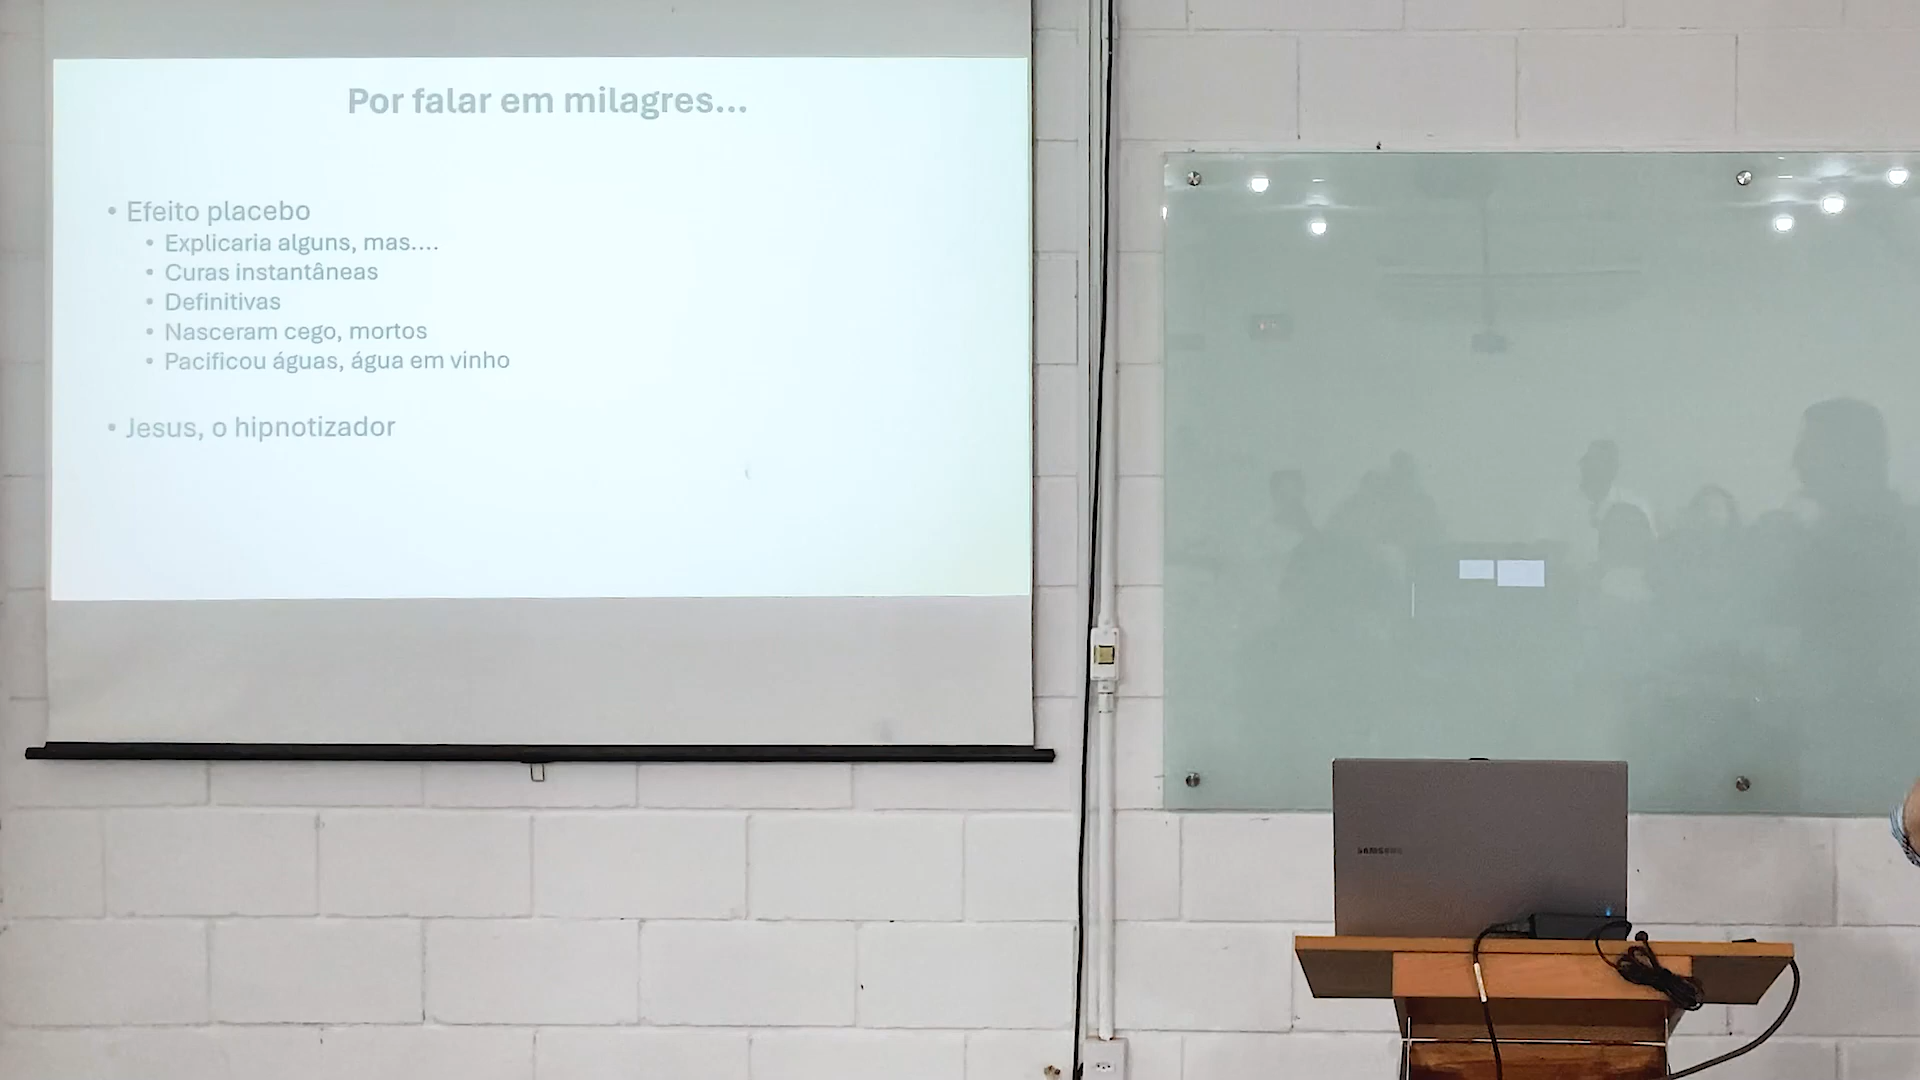 Por falar em milagres...
• Efeito placebo
• Explicaria alguns, mas....
• Curas instantâneas
• Definitivas
• Nasceram cego, mortos
• Pacificou águas, água em vinho
• Jesus, o hipnotizador
SAMSUNG